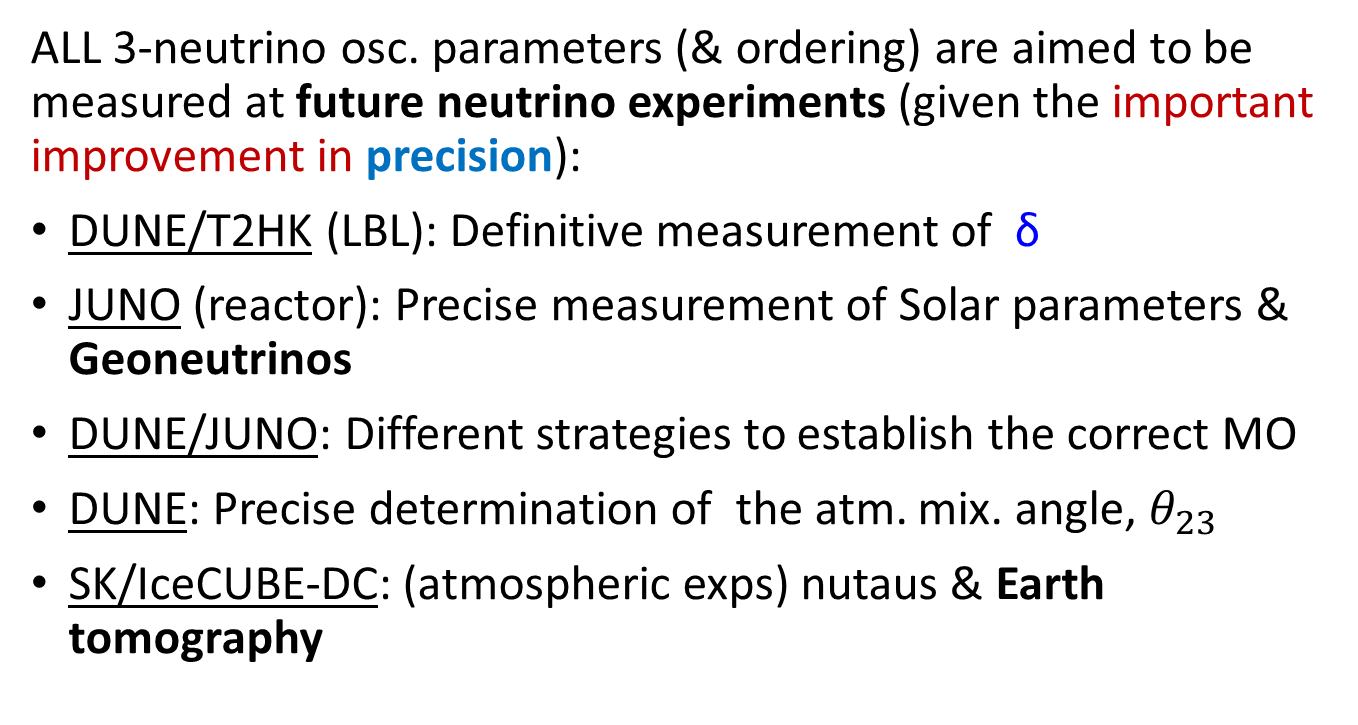 ALL 3-neutrino osc. parameters (& ordering) are aimed to be
measured at future neutrino experiments (given the important
improvement in precision):
• DUNE/T2HK (LBL): Definitive measurement of δ
• JUNO (reactor): Precise measurement of Solar parameters &
Geoneutrinos
• DUNE/JUNO: Different strategies to establish the correct MO
• DUNE: Precise determination of the atm. mix. angle, θ₂₃
• SK/IceCUBE-DC: (atmospheric exps) nutaus & Earth
tomography